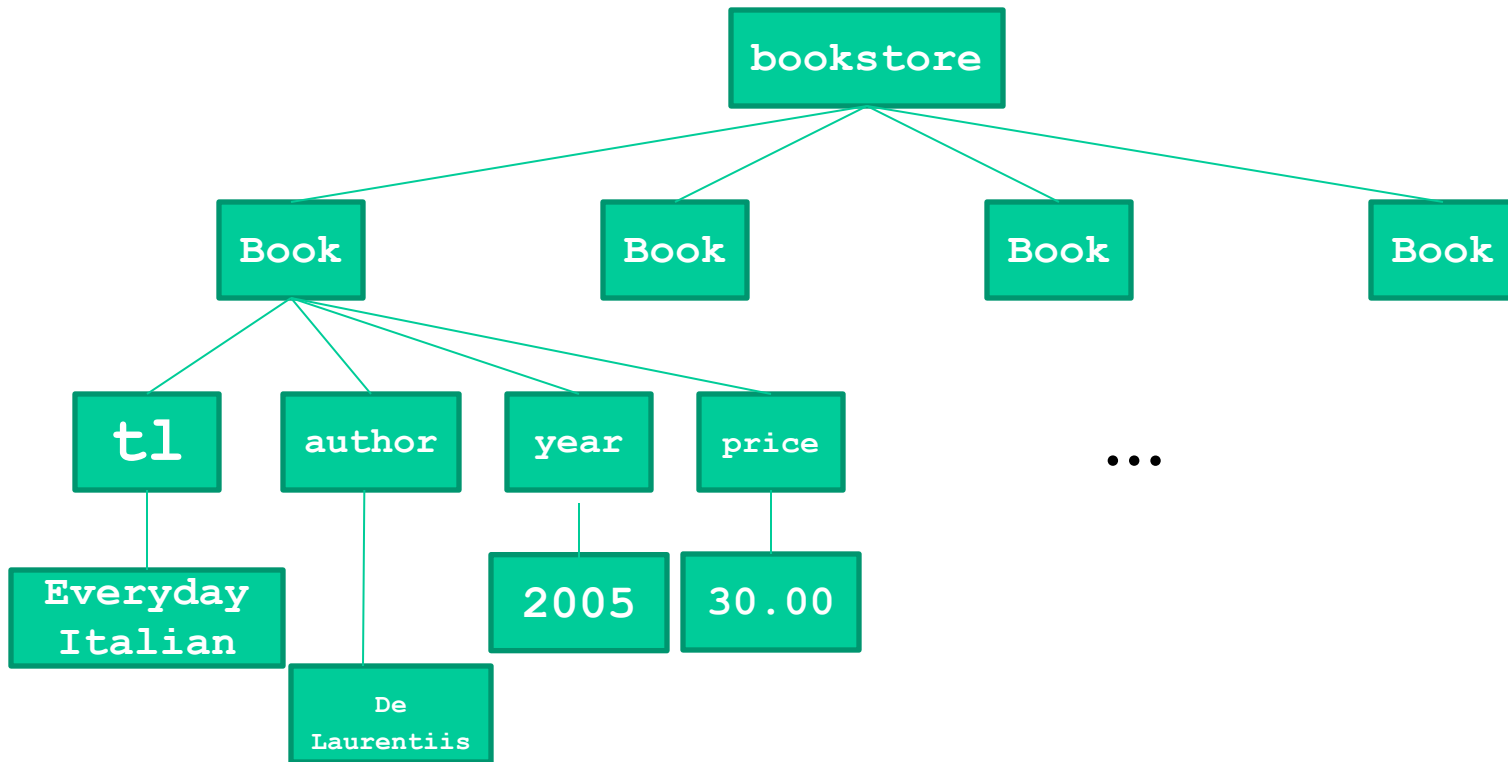 bookstore
Book
Book
Book
Book
tl
author
year
price
...
Everyday
Italian
2005
30.00
De
Laurentiis